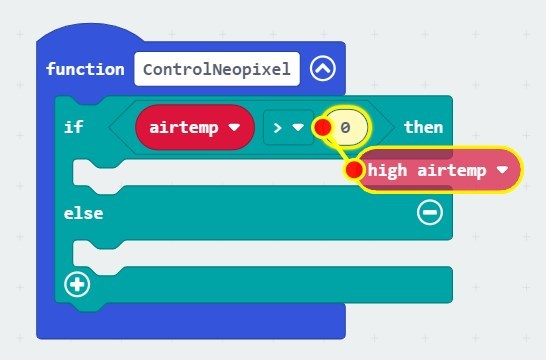 function ControlNeopixel
if airtemp > 0 then
high airtemp
else